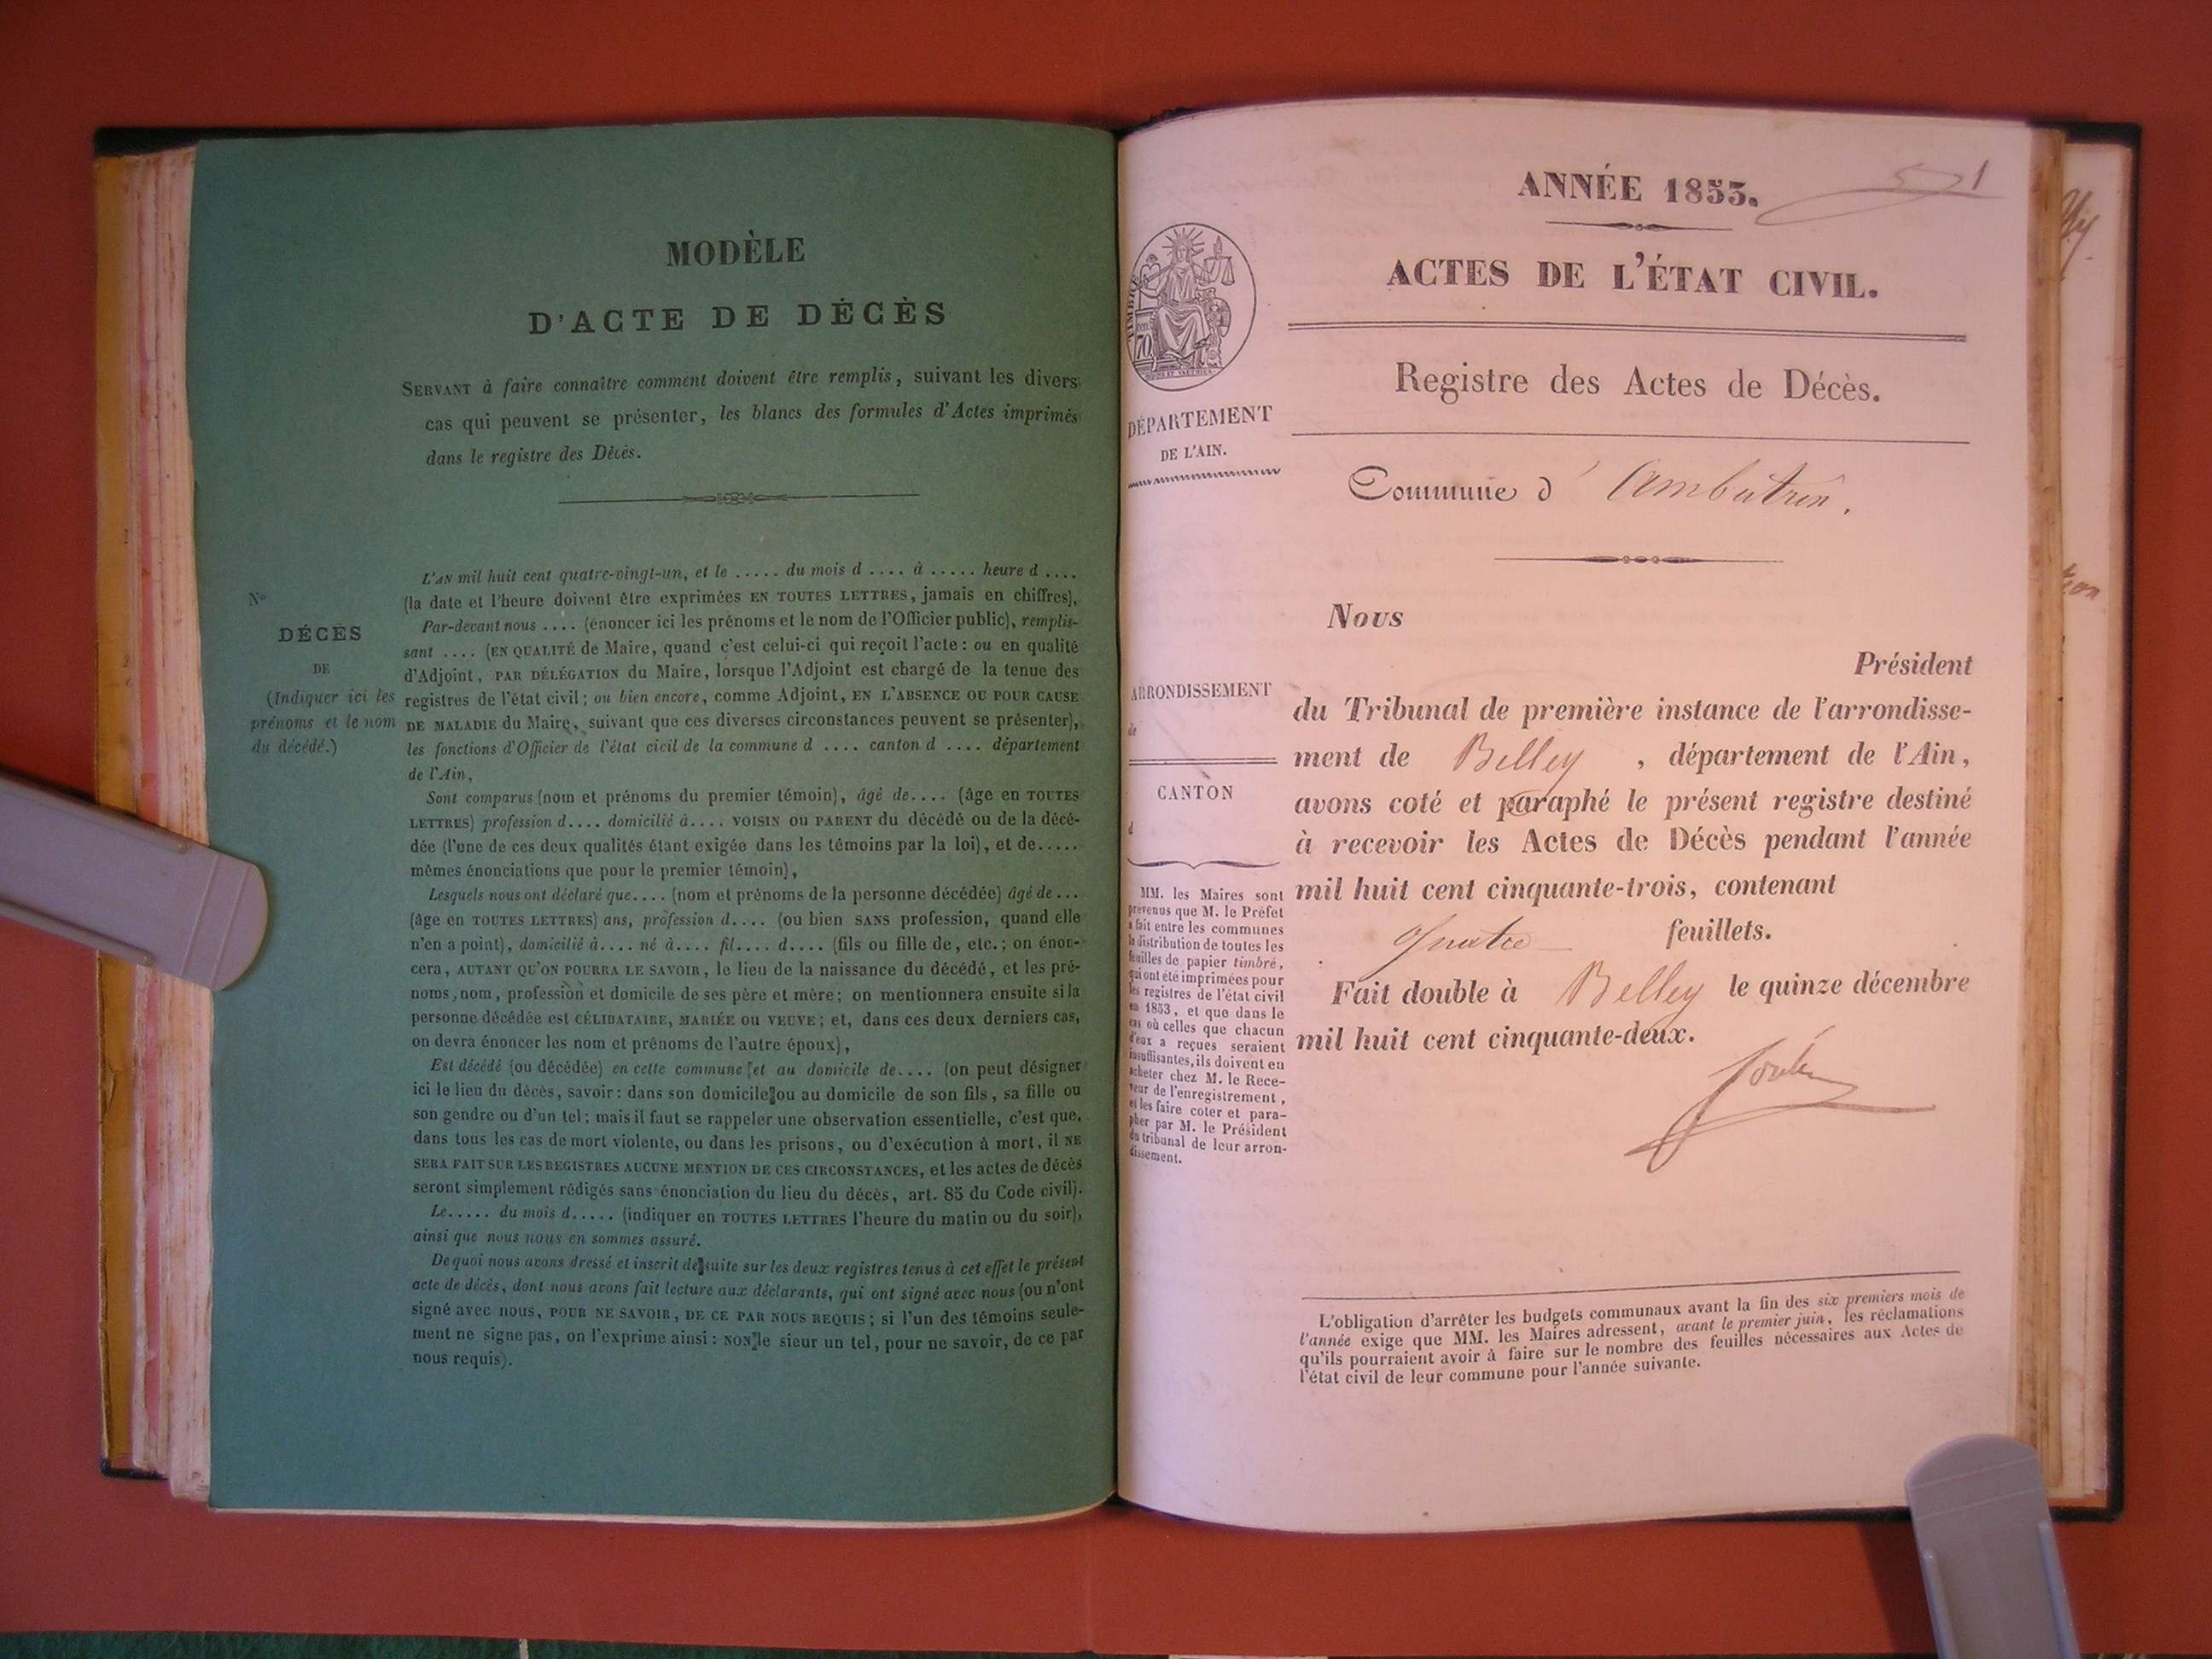 MODÈLE
D'ACTE DE DÉCÈS
SERVANT à faire connaître comment doivent être remplis, suivant les divers
cas qui peuvent se présenter, les blancs des formules d'Actes imprimés
dans le registre des Décès.
N°
DÉCÈS
DE
(Indiquer ici les
prénoms et le nom
du décédé.)
L'AN mil huit cent quatre-vingt-un, et le ..... du mois d .... à ..... heure d ....
(la date et l'heure doivent être exprimées EN TOUTES LETTRES, jamais en chiffres),
Par-devant nous .... (énoncer ici les prénoms et le nom de l'Officier public), remplis-
sant .... (EN QUALITÉ de Maire, quand c'est celui-ci qui reçoit l'acte : ou en qualité
d'Adjoint, PAR DÉLÉGATION du Maire, lorsque l'Adjoint est chargé de la tenue des
registres de l'état civil ; ou bien encore, comme Adjoint, EN L'ABSENCE OU POUR CAUSE
DE MALADIE du Maire, suivant que ces diverses circonstances peuvent se présenter),
les fonctions d'Officier de l'état civil de la commune d .... canton d .... département
de l'Ain,
Sont comparus (nom et prénoms du premier témoin), âgé de.... (âge en TOUTES
LETTRES) profession d.... domicilié à.... VOISIN OU PARENT du décédé ou de la décé-
dée (l'une de ces deux qualités étant exigée dans les témoins par la loi), et de.....
mêmes énonciations que pour le premier témoin),
Lesquels nous ont déclaré que.... (nom et prénoms de la personne décédée) âgé de ...
(âge en TOUTES LETTRES) ans, profession d.... (ou bien SANS profession, quand elle
n'en a point), domicilié à.... né à.... fil.... d.... (fils ou fille de, etc. ; on énon-
cera, AUTANT QU'ON POURRA LE SAVOIR, le lieu de la naissance du décédé, et les pré-
noms, nom, profession et domicile de ses père et mère ; on mentionnera ensuite si la
personne décédée est CÉLIBATAIRE, MARIÉE ou VEUVE ; et, dans ces deux derniers cas,
on devra énoncer les nom et prénoms de l'autre époux),
Est décédé (ou décédée) en cette commune et au domicile de.... (on peut désigner
ici le lieu du décès, savoir : dans son domicile ou au domicile de son fils, sa fille ou
son gendre ou d'un tel ; mais il faut se rappeler une observation essentielle, c'est que,
dans tous les cas de mort violente, ou dans les prisons, ou d'exécution à mort, il NE
SERA FAIT SUR LES REGISTRES AUCUNE MENTION DE CES CIRCONSTANCES, et les actes de décès
seront simplement rédigés sans énonciation du lieu du décès, art. 85 du Code civil).
Le..... du mois d..... (indiquer en TOUTES LETTRES l'heure du matin ou du soir),
ainsi que nous nous en sommes assuré.
De quoi nous avons dressé et inscrit de suite sur les deux registres tenus à cet effet le présent
acte de décès, dont nous avons fait lecture aux déclarants, qui ont signé avec nous (ou n'ont
signé avec nous, POUR NE SAVOIR, DE CE PAR NOUS REQUIS ; si l'un des témoins seule-
ment ne signe pas, on l'exprime ainsi : NON le sieur un tel, pour ne savoir, de ce par
nous requis).
1
ANNÉE 1853.
ACTES DE L'ÉTAT CIVIL.
Registre des Actes de Décès.
TIMBRE
70
DÉPARTEMENT
DE L'AIN.
Commune d' Ambutrin.
ARRONDISSEMENT
de
CANTON
d
MM. les Maires sont
prévenus que M. le Préfet
a fait entre les communes
la distribution de toutes les
feuilles de papier timbré,
qui ont été imprimées pour
les registres de l'état civil
en 1853, et que dans le
cas où celles que chacun
d'eux a reçues seraient
insuffisantes, ils doivent en
acheter chez M. le Rece-
veur de l'enregistrement,
et les faire coter et para-
pher par M. le Président
du tribunal de leur arron-
dissement.
Nous
Président
du Tribunal de première instance de l'arrondisse-
ment de Belley , département de l'Ain,
avons coté et paraphé le présent registre destiné
à recevoir les Actes de Décès pendant l'année
mil huit cent cinquante-trois, contenant
quatre feuillets.
Fait double à Belley le quinze décembre
mil huit cent cinquante-deux.
L'obligation d'arrêter les budgets communaux avant la fin des six premiers mois de
l'année exige que MM. les Maires adressent, avant le premier juin, les réclamations
qu'ils pourraient avoir à faire sur le nombre des feuilles nécessaires aux Actes de
l'état civil de leur commune pour l'année suivante.